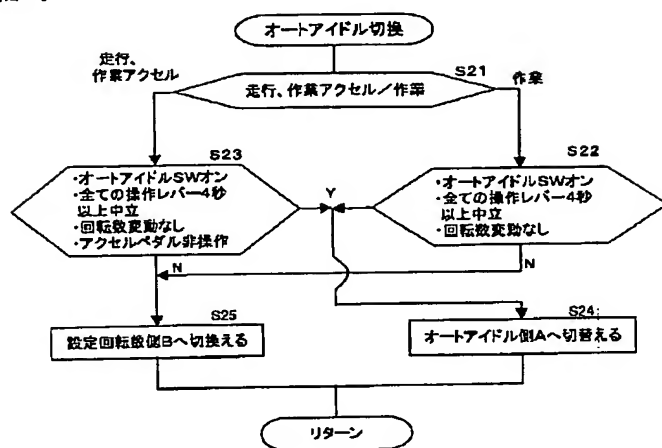 オートアイドル切換
走行、
作業アクセル
S21
走行、作業アクセル/作業
作業
S23
・オートアイドルSWオン
・全ての操作レバー4秒
以上中立
・回転数変動なし
・アクセルペダル非操作
Y
S22
・オートアイドルSWオン
・全ての操作レバー4秒
以上中立
・回転数変動なし
N
N
S25
設定回転数側Bへ切換える
S24
オートアイドル側Aへ切替える
リターン